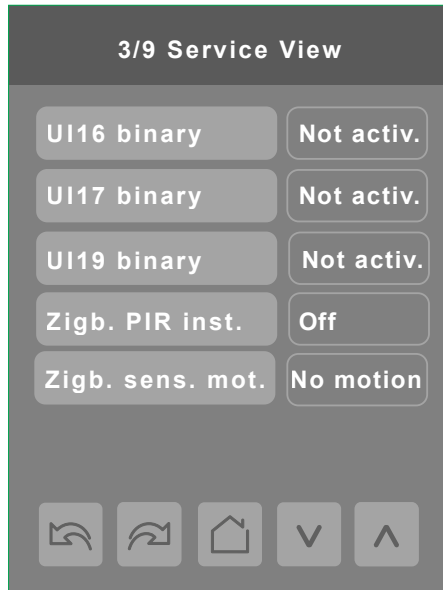 3/9 Service View
UI16 binary Not activ.
UI17 binary Not activ.
UI19 binary Not activ.
Zigb. PIR inst. Off
Zigb. sens. mot. No motion